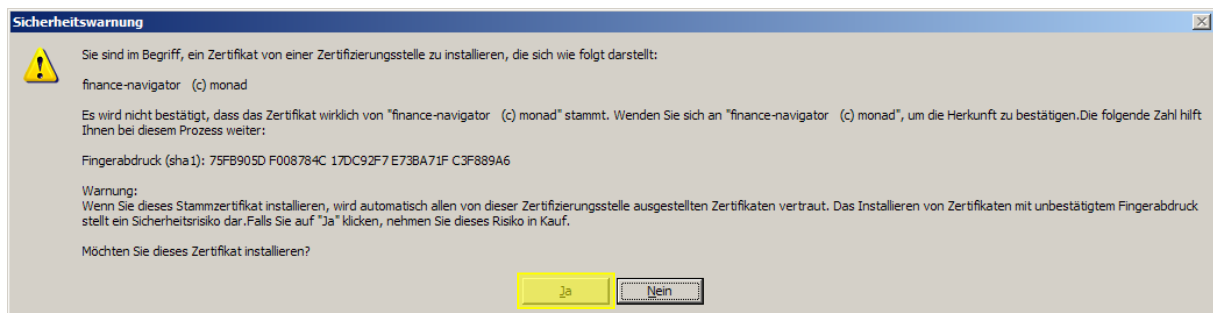 Sicherheitswarnung
Sie sind im Begriff, ein Zertifikat von einer Zertifizierungsstelle zu installieren, die sich wie folgt darstellt:
finance-navigator (c) monad
Es wird nicht bestätigt, dass das Zertifikat wirklich von "finance-navigator (c) monad" stammt. Wenden Sie sich an "finance-navigator (c) monad", um die Herkunft zu bestätigen.Die folgende Zahl hilft
Ihnen bei diesem Prozess weiter:
Fingerabdruck (sha1): 75FB905D F008784C 17DC92F7 E73BA71F C3F889A6
Warnung:
Wenn Sie dieses Stammzertifikat installieren, wird automatisch allen von dieser Zertifizierungsstelle ausgestellten Zertifikaten vertraut. Das Installieren von Zertifikaten mit unbestätigtem Fingerabdruck
stellt ein Sicherheitsrisiko dar.Falls Sie auf "Ja" klicken, nehmen Sie dieses Risiko in Kauf.
Möchten Sie dieses Zertifikat installieren?
Ja
Nein